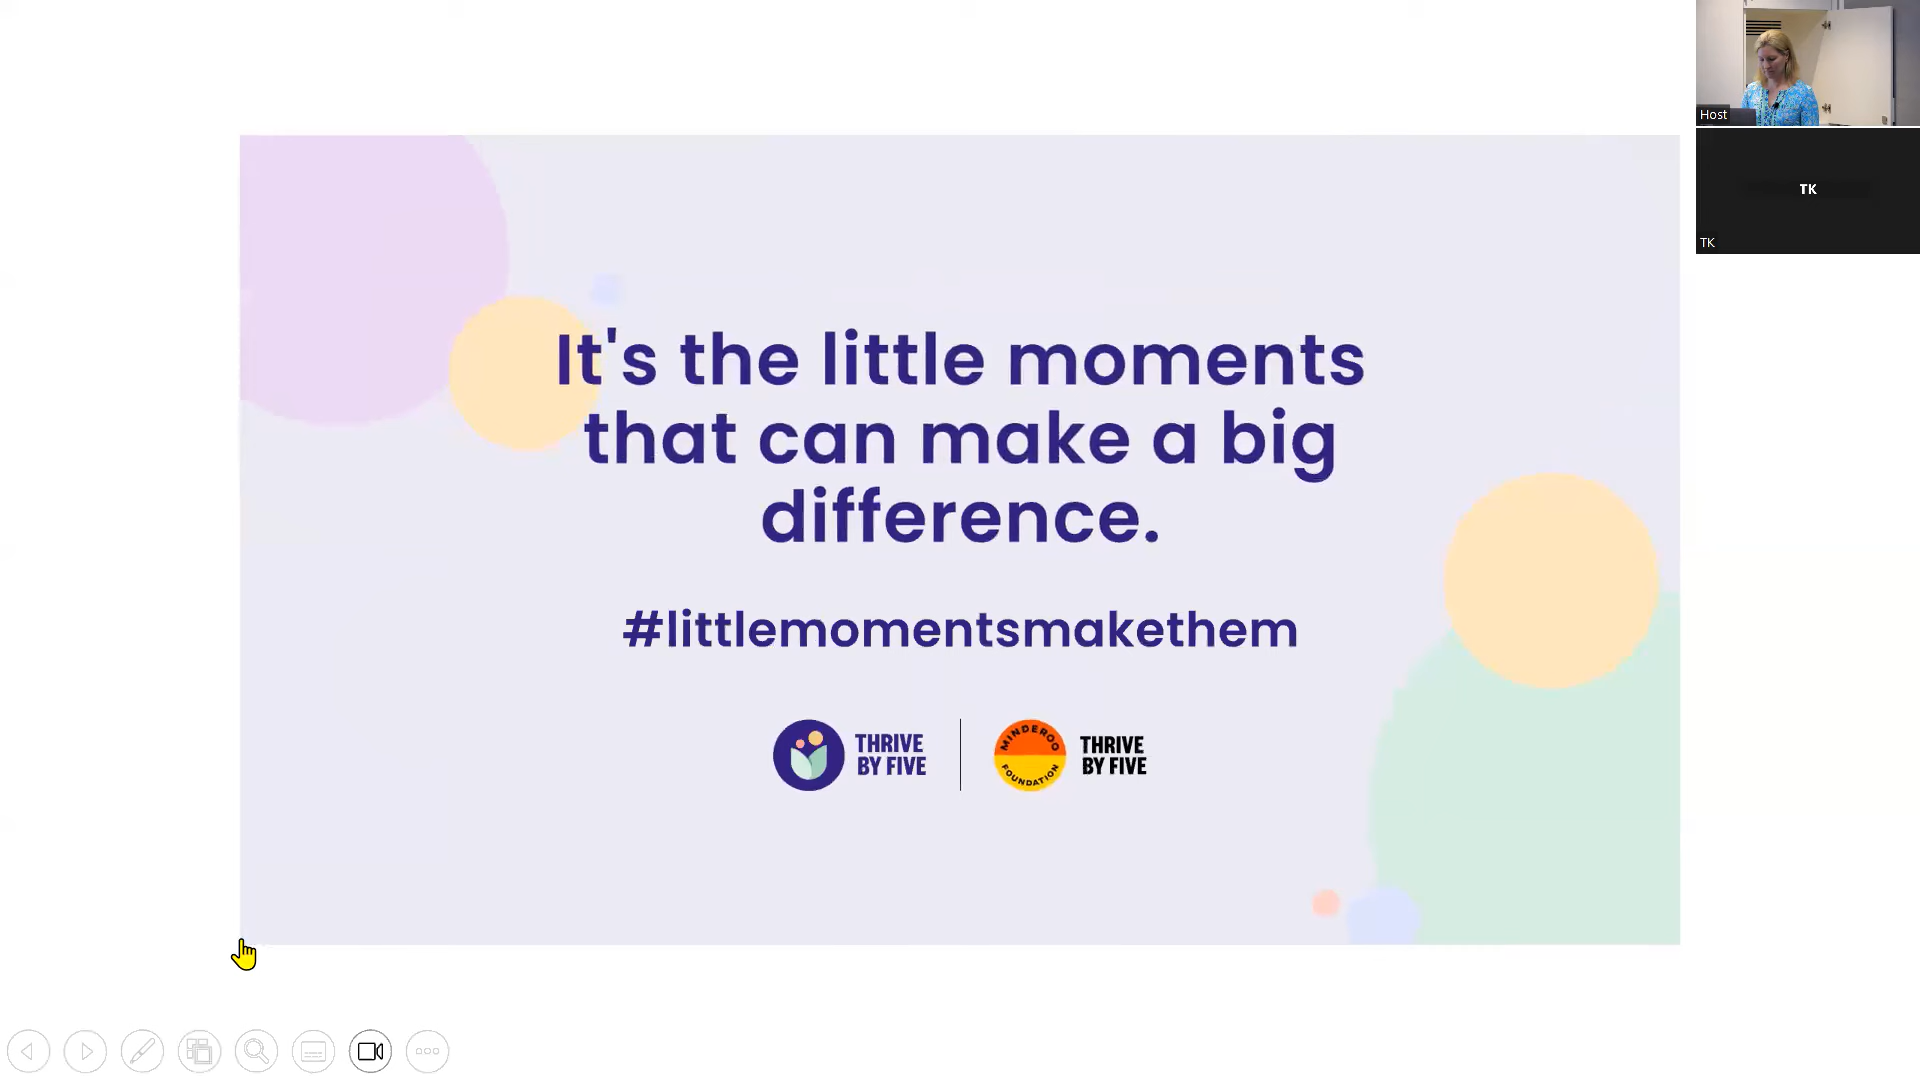 It's the little moments
that can make a big
difference.
#littlemomentsmakethem
THRIVE
BY FIVE
MINDEROO
FOUNDATION
THRIVE
BY FIVE
Host
TK
TK